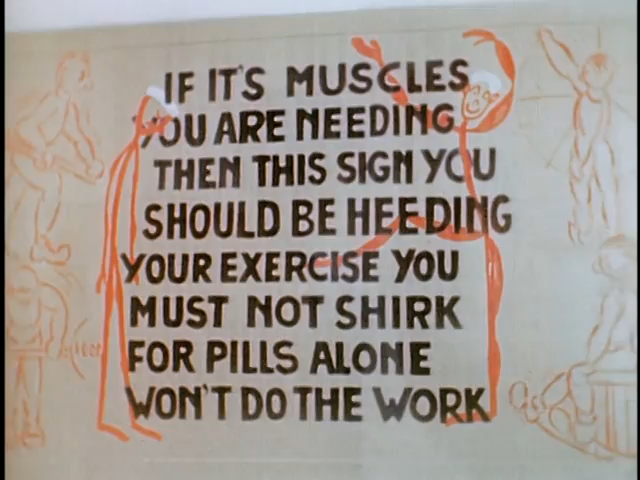 IF IT'S MUSCLES
YOU ARE NEEDING
THEN THIS SIGN YOU
SHOULD BE HEEDING
YOUR EXERCISE YOU
MUST NOT SHIRK
FOR PILLS ALONE
WON'T DO THE WORK